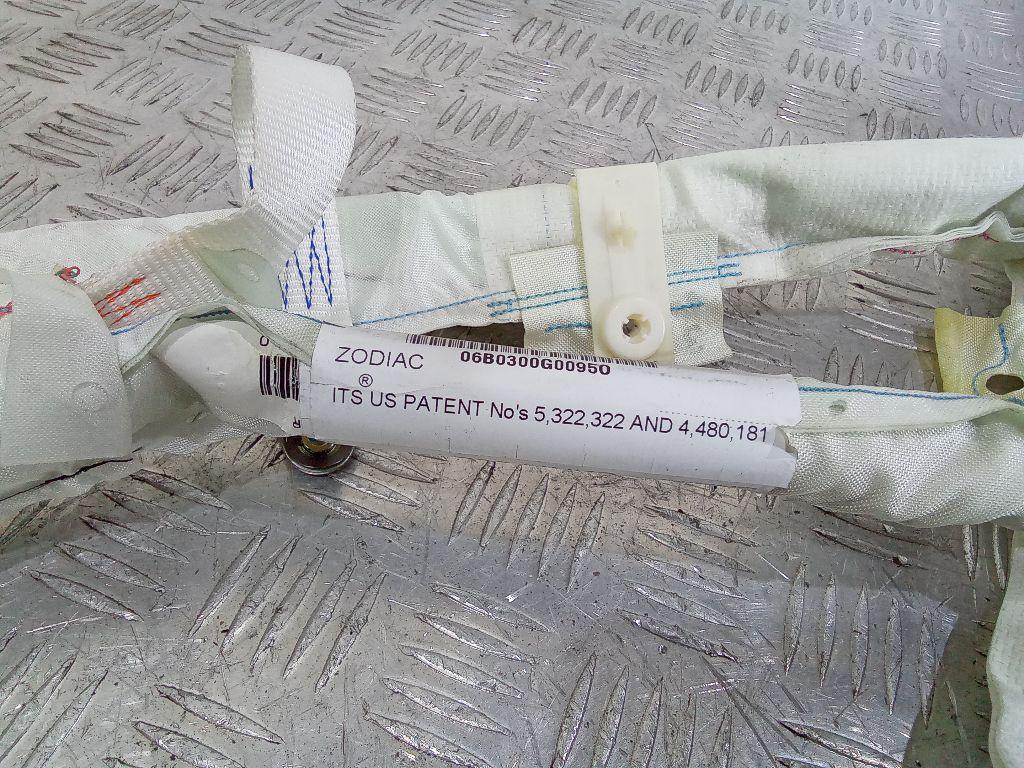 ZODIAC 06B0300G0095O
®
ITS US PATENT No's 5,322,322 AND 4,480,181
O
R